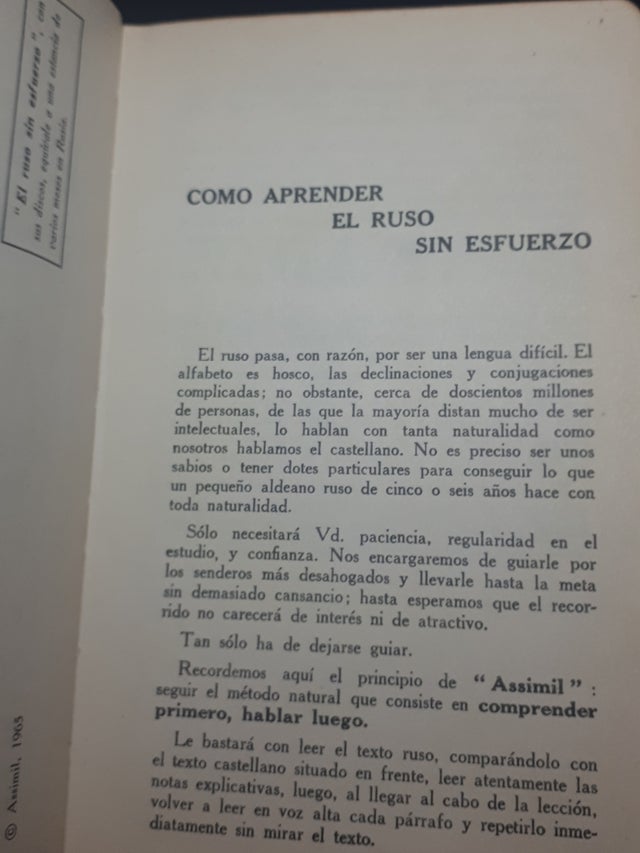 "El ruso sin esfuerzo", con
sus discos, equivale a una estancia de
varios meses en Rusia.
© Assimil, 1965
COMO APRENDER
EL RUSO
SIN ESFUERZO
El ruso pasa, con razón, por ser una lengua difícil. El
alfabeto es hosco, las declinaciones y conjugaciones
complicadas; no obstante, cerca de doscientos millones
de personas, de las que la mayoría distan mucho de ser
intelectuales, lo hablan con tanta naturalidad como
nosotros hablamos el castellano. No es preciso ser unos
sabios o tener dotes particulares para conseguir lo que
un pequeño aldeano ruso de cinco o seis años hace con
toda naturalidad.
Sólo necesitará Vd. paciencia, regularidad en el
estudio, y confianza. Nos encargaremos de guiarle por
los senderos más desahogados y llevarle hasta la meta
sin demasiado cansancio; hasta esperamos que el recor-
rido no carecerá de interés ni de atractivo.
Tan sólo ha de dejarse guiar.
Recordemos aquí el principio de "Assimil" :
seguir el método natural que consiste en comprender
primero, hablar luego.
Le bastará con leer el texto ruso, comparándolo con
el texto castellano situado en frente, leer atentamente las
notas explicativas, luego, al llegar al cabo de la lección,
volver a leer en voz alta cada párrafo y repetirlo inme-
diatamente sin mirar el texto.